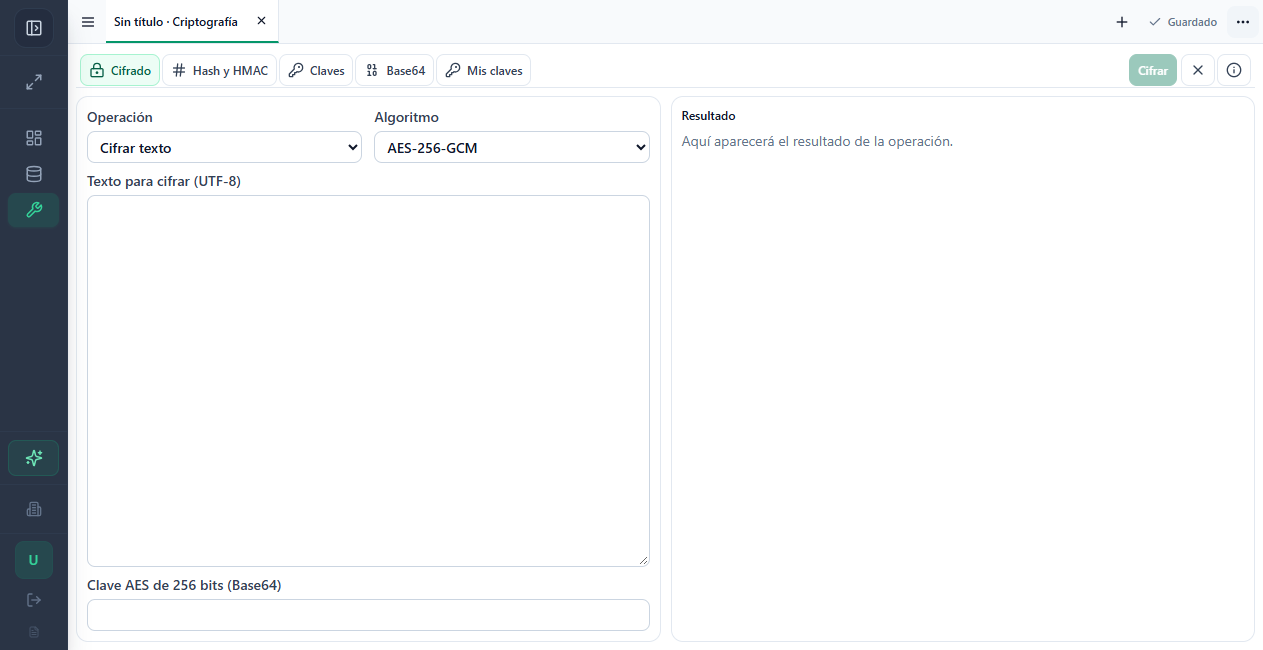 Sin título · Criptografía
Guardado
Cifrado
Hash y HMAC
Claves
Base64
Mis claves
Cifrar
Operación
Algoritmo
Cifrar texto
AES-256-GCM
Texto para cifrar (UTF-8)
Clave AES de 256 bits (Base64)
Resultado
Aquí aparecerá el resultado de la operación.
U